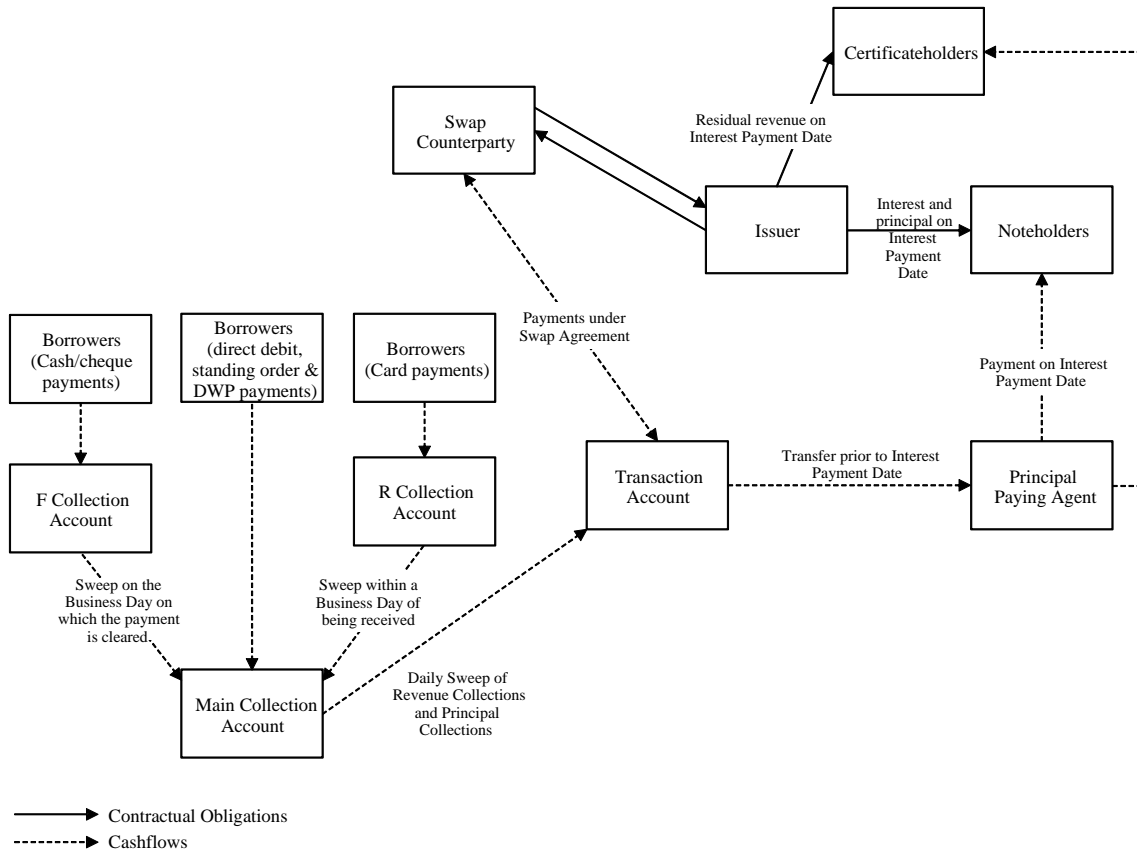 Certificateholders
Swap
Counterparty
Residual revenue on
Interest Payment Date
Issuer
Interest and
principal on
Interest
Payment
Date
Noteholders
Payments under
Swap Agreement
Borrowers
(Cash/cheque
payments)
Borrowers
(direct debit,
standing order &
DWP payments)
Borrowers
(Card payments)
Payment on Interest
Payment Date
F Collection
Account
R Collection
Account
Transaction
Account
Transfer prior to Interest
Payment Date
Principal
Paying Agent
Sweep on the
Business Day on
which the payment
is cleared.
Sweep within a
Business Day of
being received
Main Collection
Account
Daily Sweep of
Revenue Collections
and Principal
Collections
Contractual Obligations
Cashflows